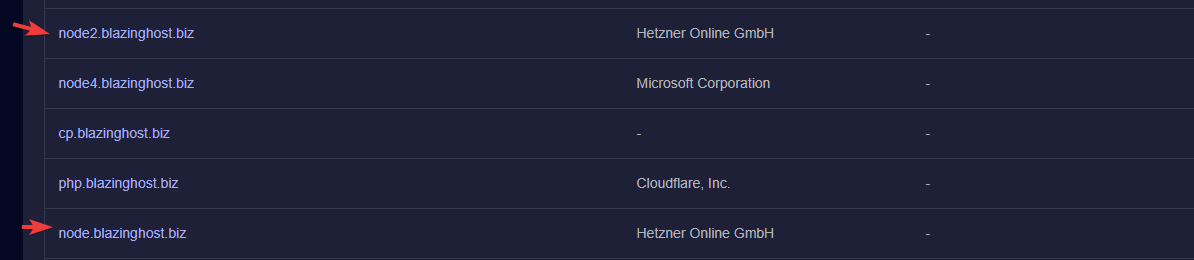 node2.blazinghost.biz Hetzner Online GmbH -
node4.blazinghost.biz Microsoft Corporation -
cp.blazinghost.biz - -
php.blazinghost.biz Cloudflare, Inc. -
node.blazinghost.biz Hetzner Online GmbH -